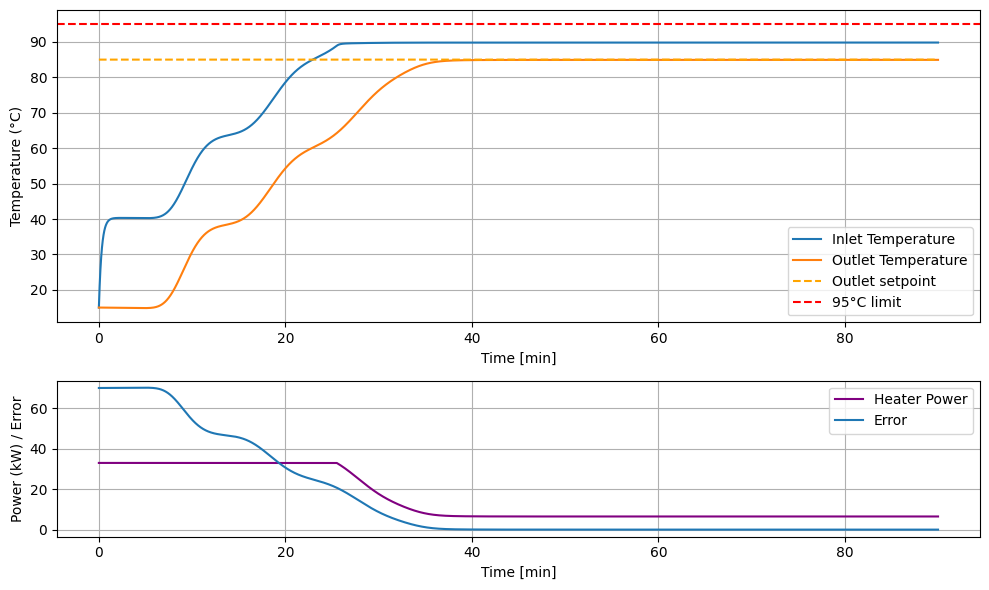 90
80
70
60
50
40
30
20
Temperature (°C)
Inlet Temperature
Outlet Temperature
Outlet setpoint
95°C limit
0 20 40 60 80
Time [min]
60
40
20
0
Power (kW) / Error
Heater Power
Error
0 20 40 60 80
Time [min]